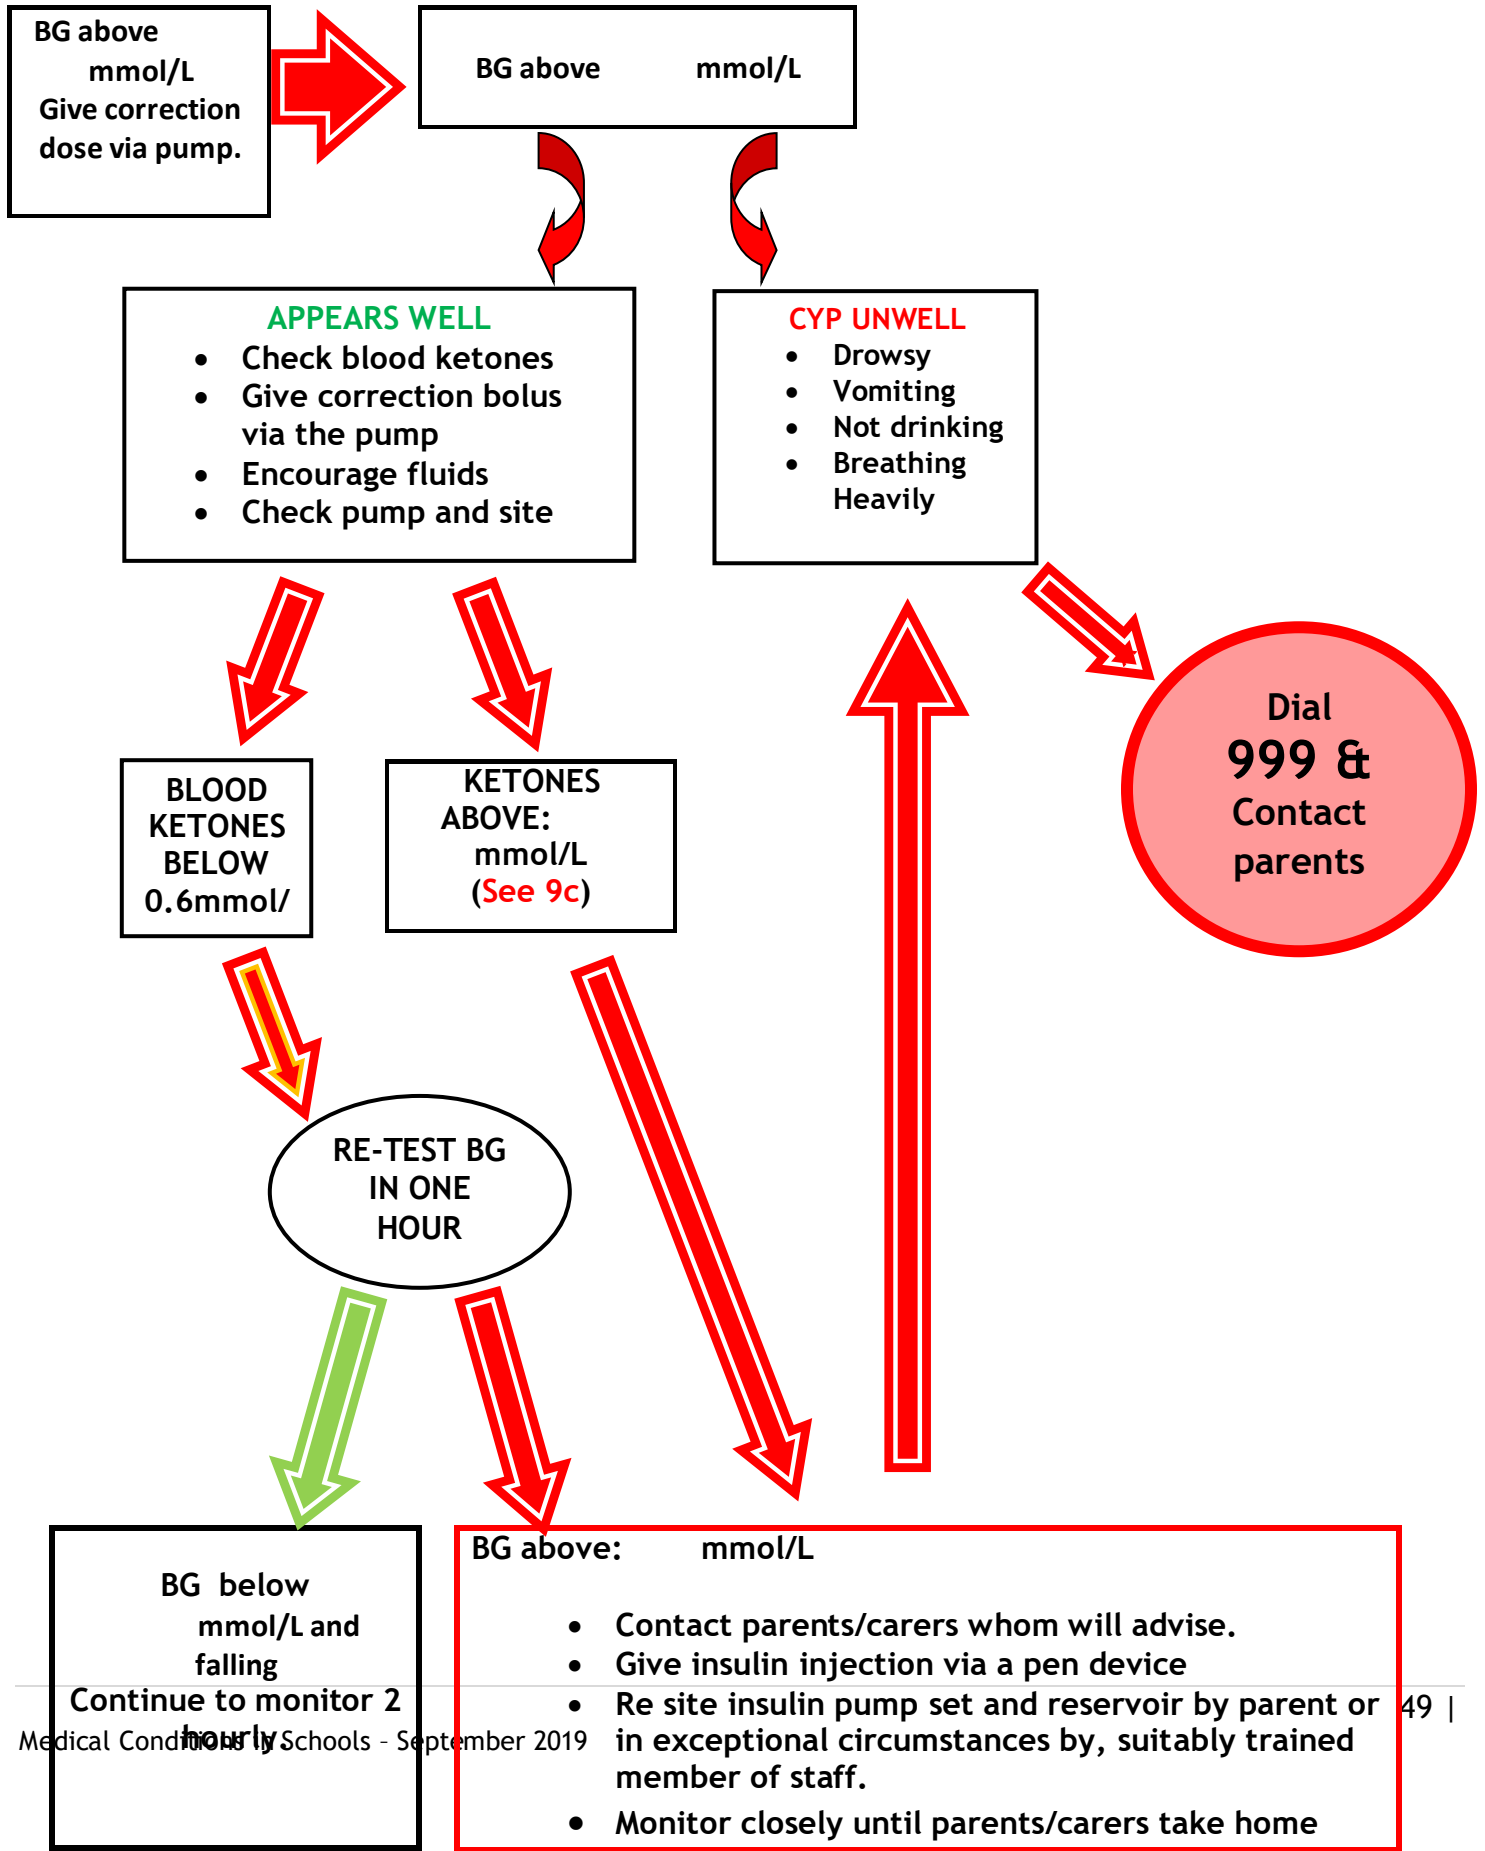 BG above
mmol/L
Give correction
dose via pump.
BG above mmol/L
APPEARS WELL
• Check blood ketones
• Give correction bolus
via the pump
• Encourage fluids
• Check pump and site
CYP UNWELL
• Drowsy
• Vomiting
• Not drinking
• Breathing
Heavily
Dial
999 &
Contact
parents
BLOOD
KETONES
BELOW
0.6mmol/
KETONES
ABOVE:
mmol/L
(See 9c)
RE-TEST BG
IN ONE
HOUR
BG below
mmol/L and
falling
Continue to monitor 2
hourly.
BG above: mmol/L
• Contact parents/carers whom will advise.
• Give insulin injection via a pen device
• Re site insulin pump set and reservoir by parent or
in exceptional circumstances by, suitably trained
member of staff.
• Monitor closely until parents/carers take home
49 |
Medical Conditions in Schools – September 2019